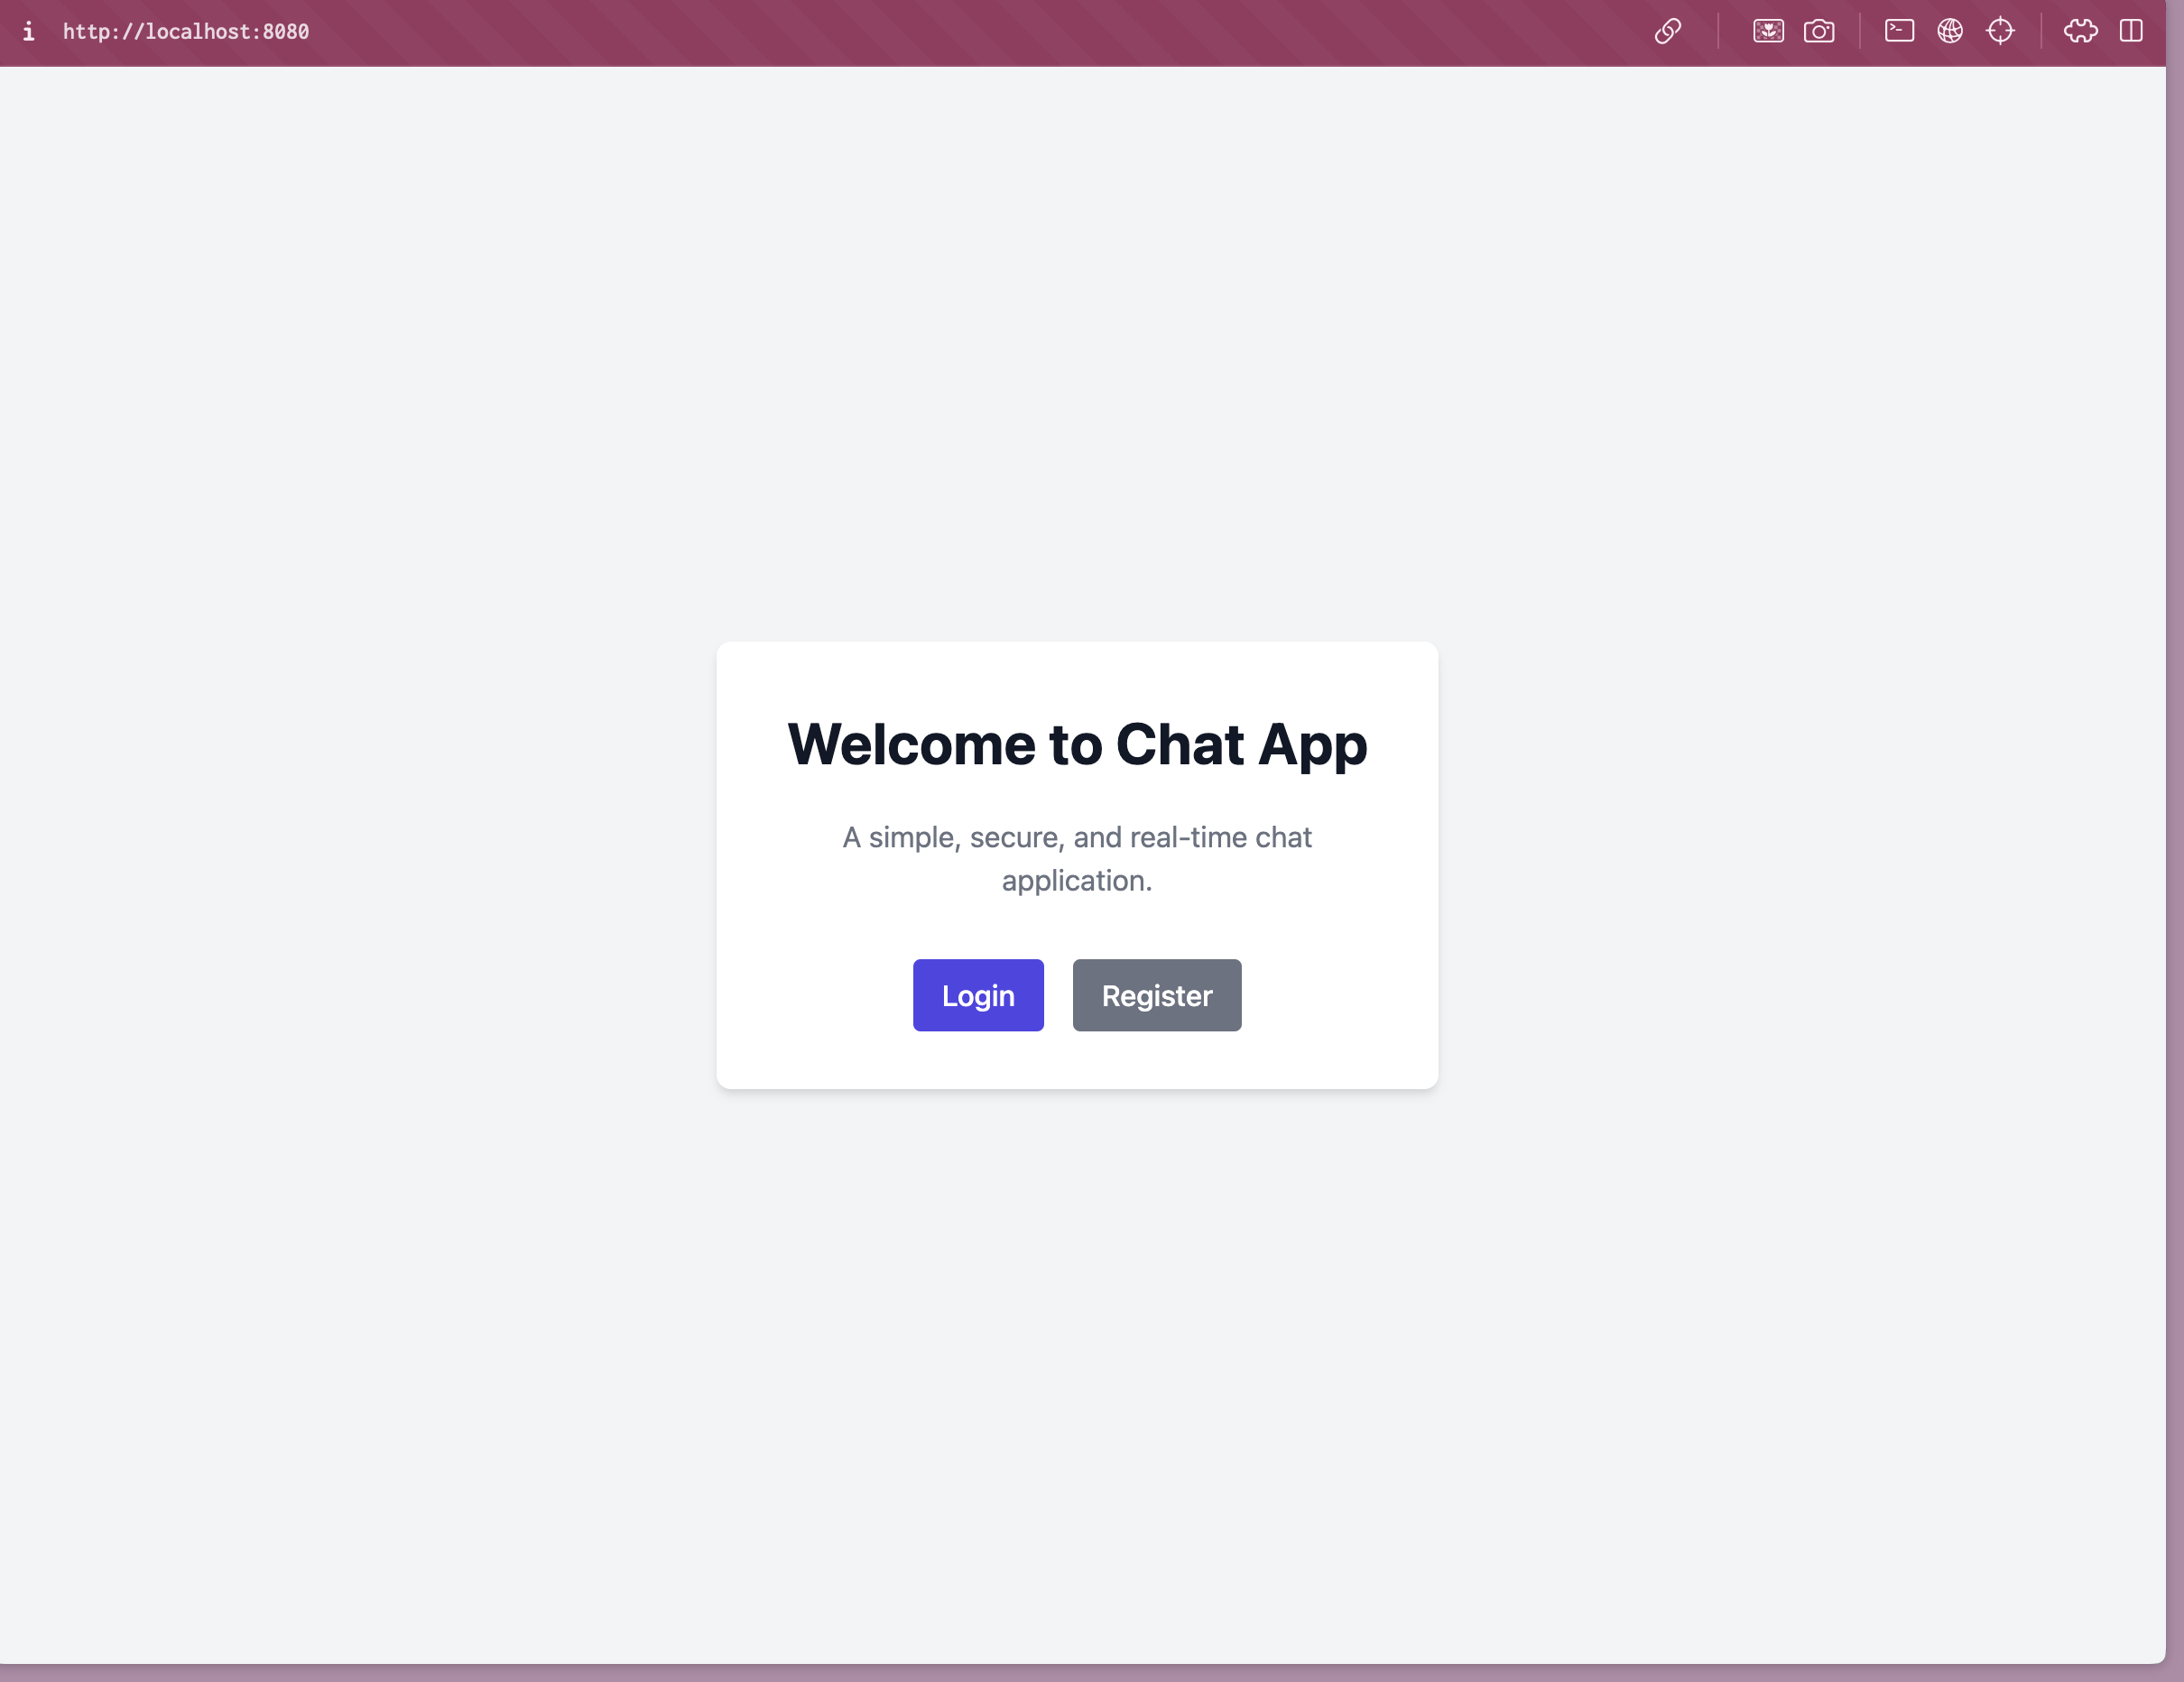 http://localhost:8080
Welcome to Chat App
A simple, secure, and real-time chat
application.
Login
Register